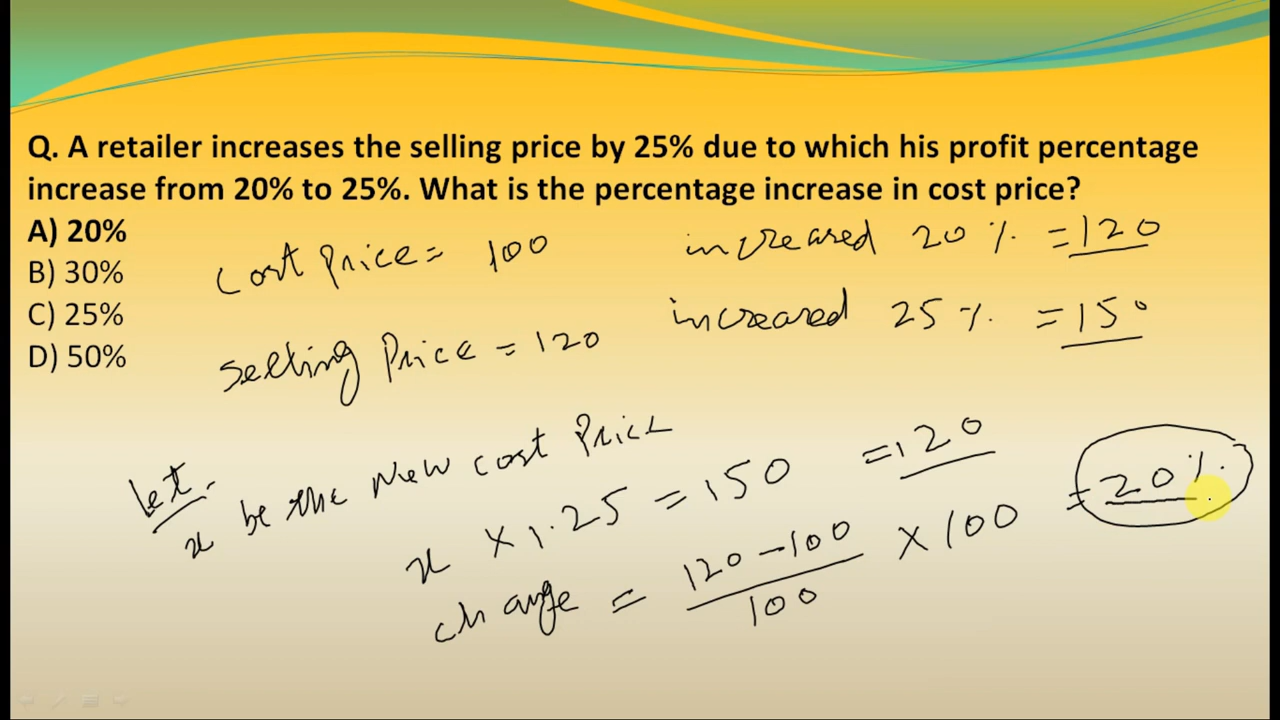 Q. A retailer increases the selling price by 25% due to which his profit percentage
increase from 20% to 25%. What is the percentage increase in cost price?
A) 20%
B) 30%
C) 25%
D) 50%
Cost Price = 100
increased 20 % = 120
Selling Price = 120
increased 25 % = 150
Let.
x be the New cost Price
x × 1.25 = 150 = 120
change = 120 - 100 / 100 × 100 = 20 %.